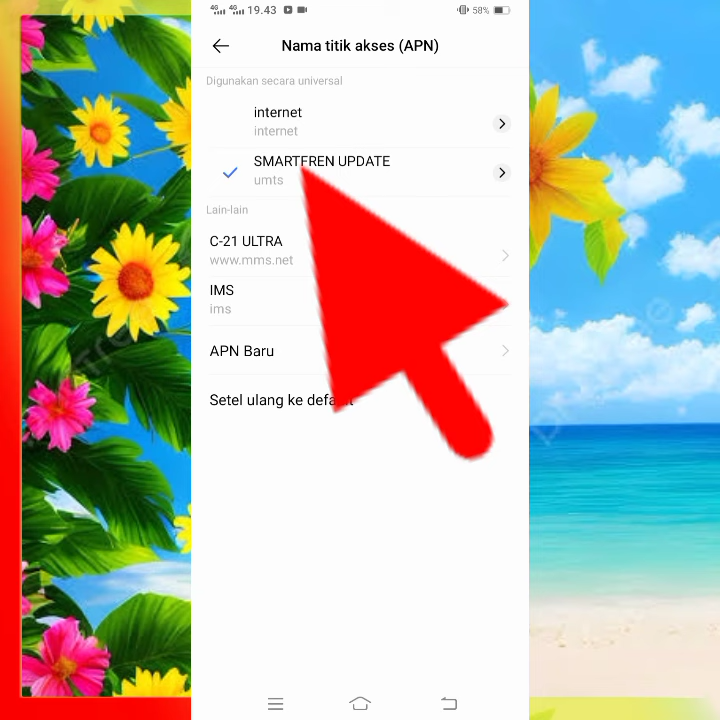 4G 4G 19.43 58%
Nama titik akses (APN)
Digunakan secara universal
internet
internet
SMARTFREN UPDATE
umts
Lain-lain
C-21 ULTRA
www.mms.net
IMS
ims
APN Baru
Setel ulang ke default